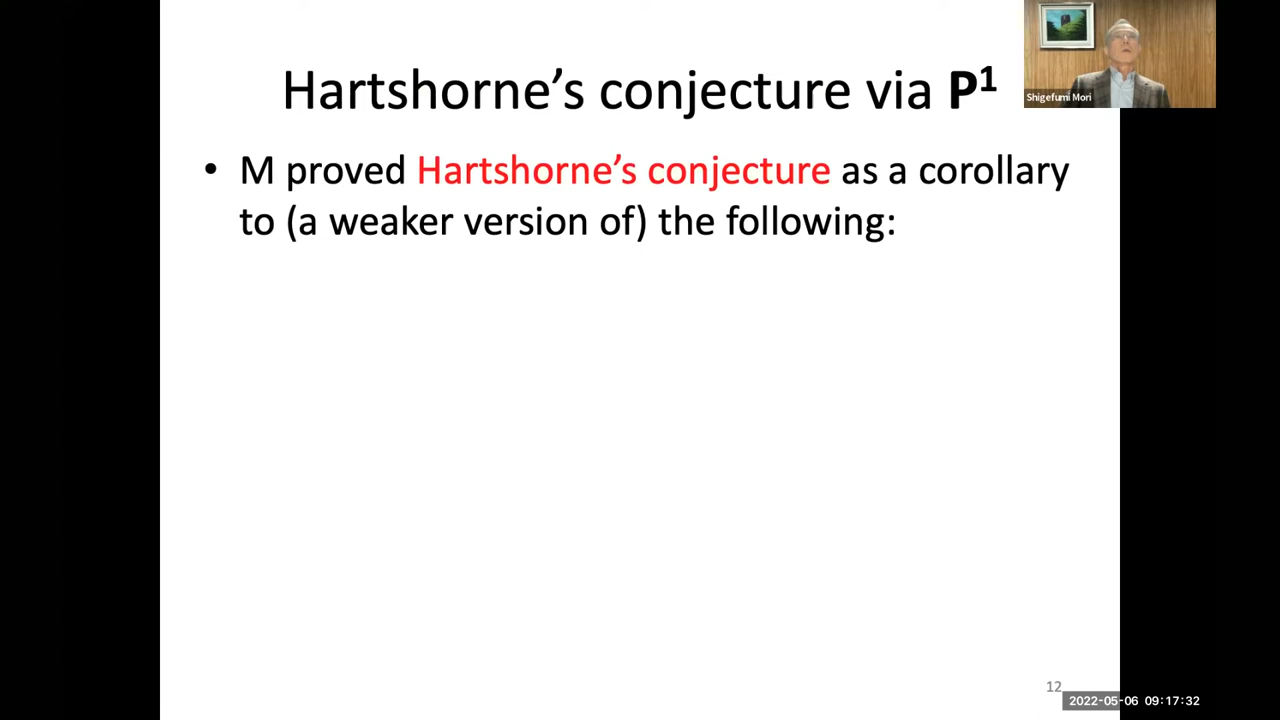 Hartshorne’s conjecture via P¹
Shigefumi Mori
• M proved Hartshorne’s conjecture as a corollary
to (a weaker version of) the following:
12
2022-05-06 09:17:32